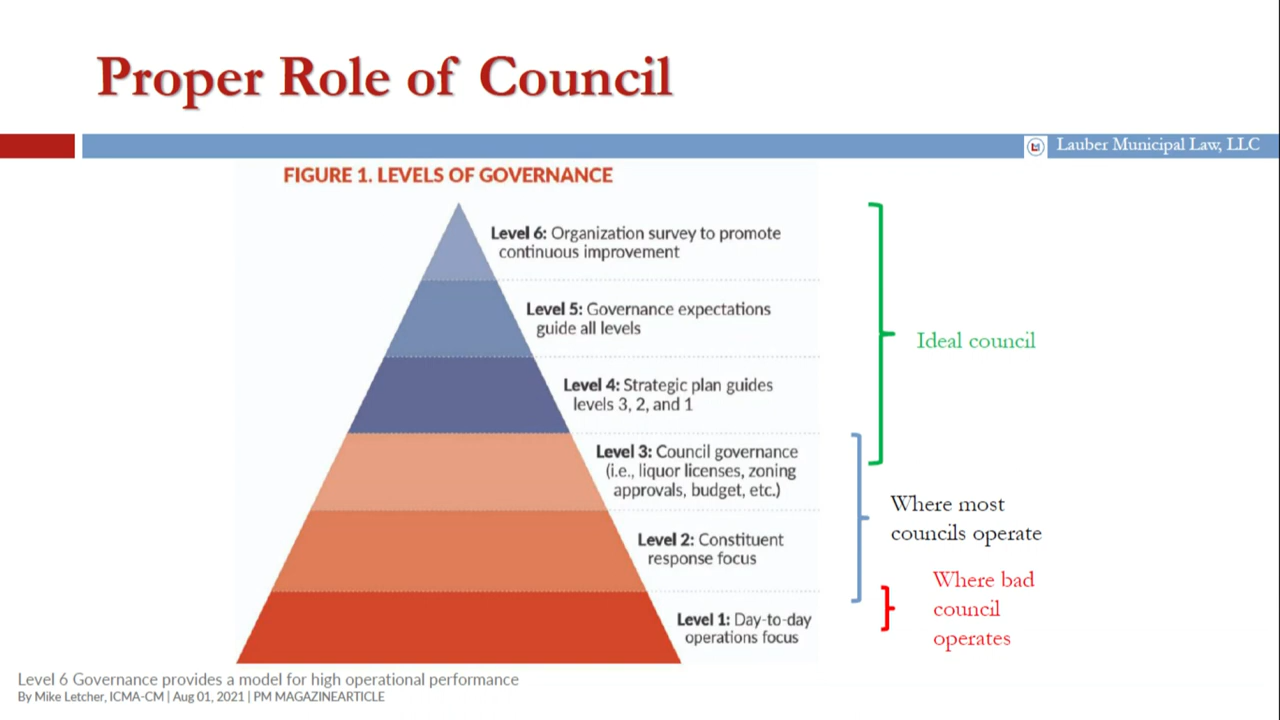 Proper Role of Council
Lauber Municipal Law, LLC
FIGURE 1. LEVELS OF GOVERNANCE
Level 6: Organization survey to promote
continuous improvement
Level 5: Governance expectations
guide all levels
Level 4: Strategic plan guides
levels 3, 2, and 1
Level 3: Council governance
(i.e., liquor licenses, zoning
approvals, budget, etc.)
Level 2: Constituent
response focus
Level 1: Day-to-day
operations focus
Ideal council
Where most
councils operate
Where bad
council
operates
Level 6 Governance provides a model for high operational performance
By Mike Letcher, ICMA-CM | Aug 01, 2021 | PM MAGAZINEARTICLE